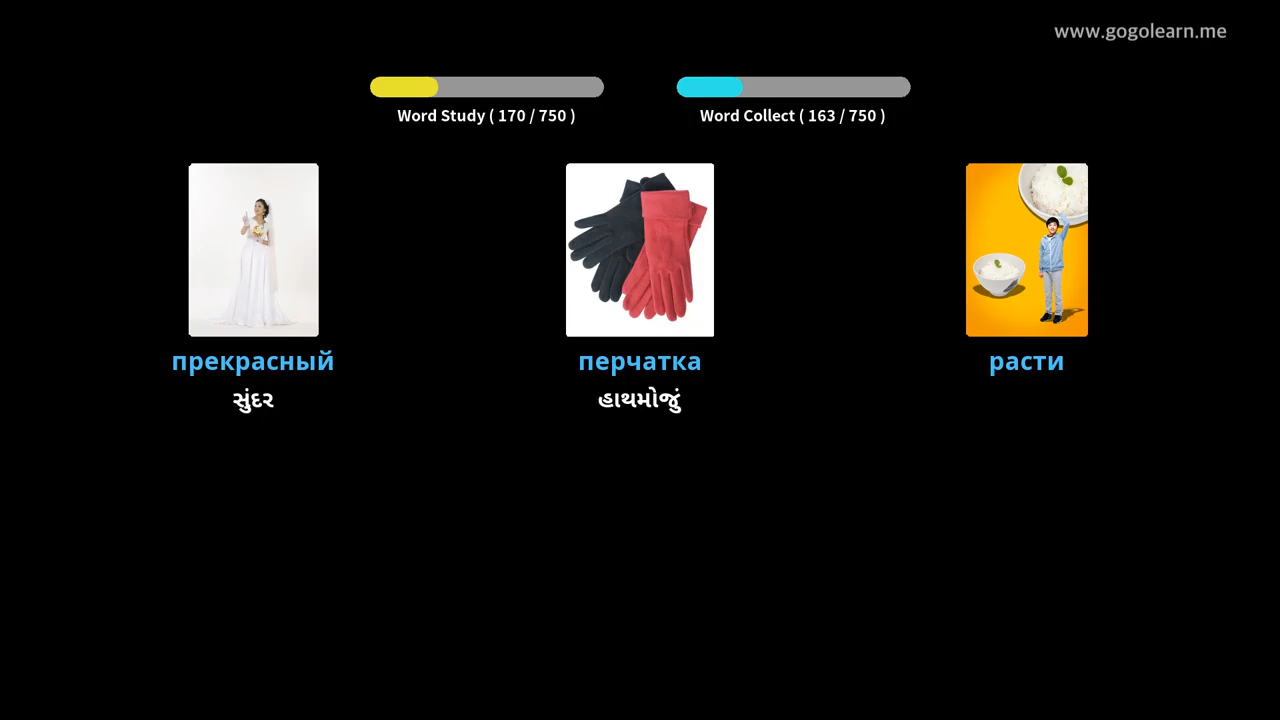 www.gogolearn.me
Word Study ( 170 / 750 )
Word Collect ( 163 / 750 )
прекрасный
перчатка
расти
સુંદર
હાથમોજું